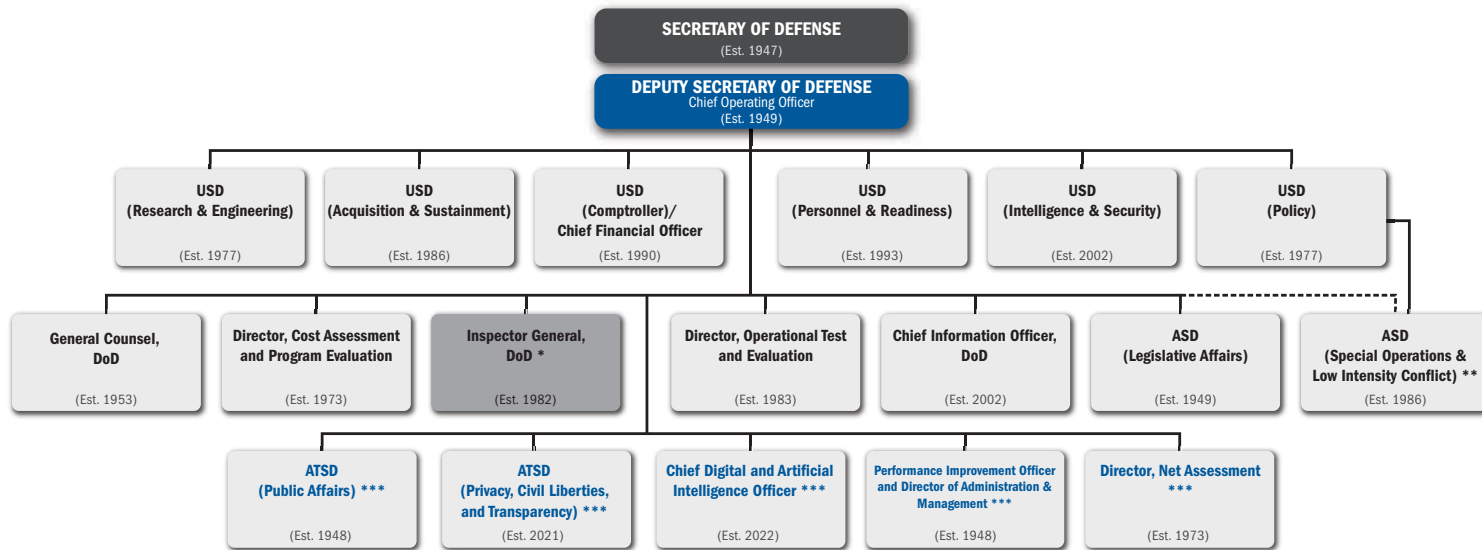 SECRETARY OF DEFENSE
(Est. 1947)
DEPUTY SECRETARY OF DEFENSE
Chief Operating Officer
(Est. 1949)
USD
(Research & Engineering)
(Est. 1977)
USD
(Acquisition & Sustainment)
(Est. 1986)
USD
(Comptroller)/
Chief Financial Officer
(Est. 1990)
USD
(Personnel & Readiness)
(Est. 1993)
USD
(Intelligence & Security)
(Est. 2002)
USD
(Policy)
(Est. 1977)
General Counsel,
DoD
(Est. 1953)
Director, Cost Assessment
and Program Evaluation
(Est. 1973)
Inspector General,
DoD *
(Est. 1982)
Director, Operational Test
and Evaluation
(Est. 1983)
Chief Information Officer,
DoD
(Est. 2002)
ASD
(Legislative Affairs)
(Est. 1949)
ASD
(Special Operations &
Low Intensity Conflict) **
(Est. 1986)
ATSD
(Public Affairs) ***
(Est. 1948)
ATSD
(Privacy, Civil Liberties,
and Transparency) ***
(Est. 2021)
Chief Digital and Artificial
Intelligence Officer ***
(Est. 2022)
Performance Improvement Officer
and Director of Administration &
Management ***
(Est. 1948)
Director, Net Assessment
***
(Est. 1973)